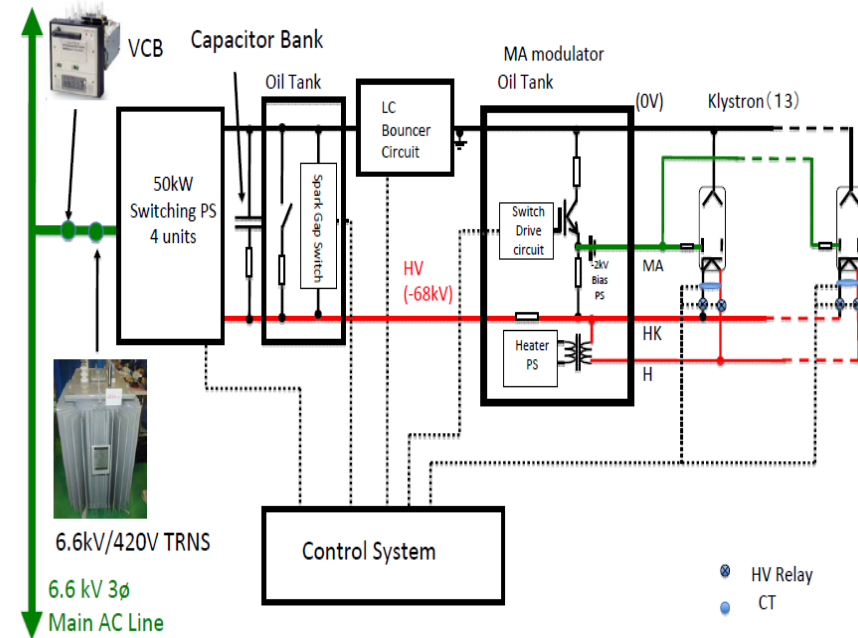 VCB
Capacitor Bank
Oil Tank
LC
Bouncer
Circuit
MA modulator
Oil Tank
(0V)
Klystron(13)
50kW
Switching PS
4 units
Spark Gap Switch
Switch
Drive
circuit
HV
(-68kV)
-2kV
Bias
PS
MA
HK
Heater
PS
H
6.6kV/420V TRNS
Control System
6.6 kV 3ø
Main AC Line
HV Relay
CT